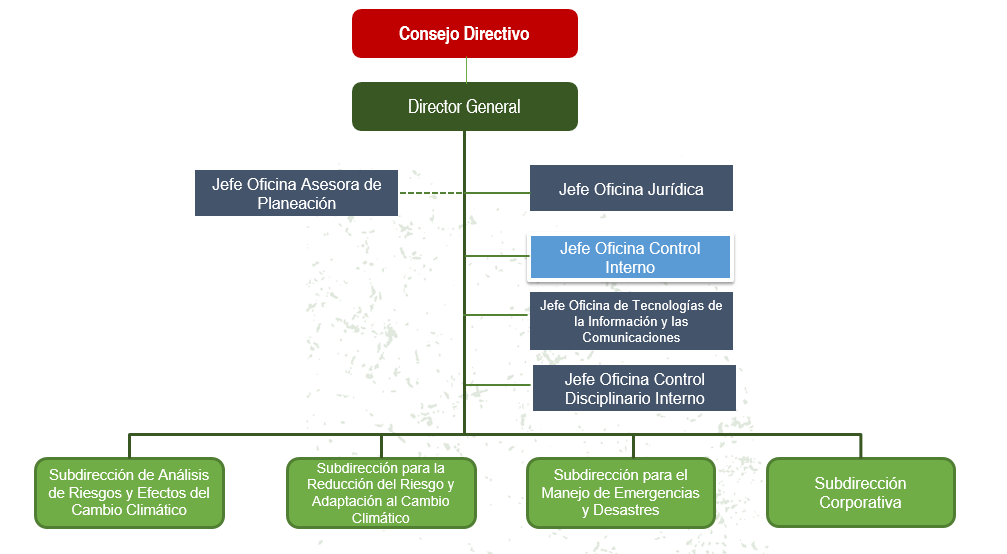 Consejo Directivo
Director General
Jefe Oficina Asesora de
Planeación
Jefe Oficina Jurídica
Jefe Oficina Control
Interno
Jefe Oficina de Tecnologías de
la Información y las
Comunicaciones
Jefe Oficina Control
Disciplinario Interno
Subdirección de Análisis
de Riesgos y Efectos del
Cambio Climático
Subdirección para la
Reducción del Riesgo y
Adaptación al Cambio
Climático
Subdirección para el
Manejo de Emergencias
y Desastres
Subdirección
Corporativa